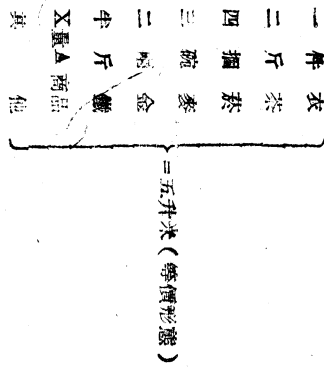 一件衣
二斤茶
四捆菸
三碗麥
二兩金
半斤鐵
X量A商品
其他
=五升米(等價形態)